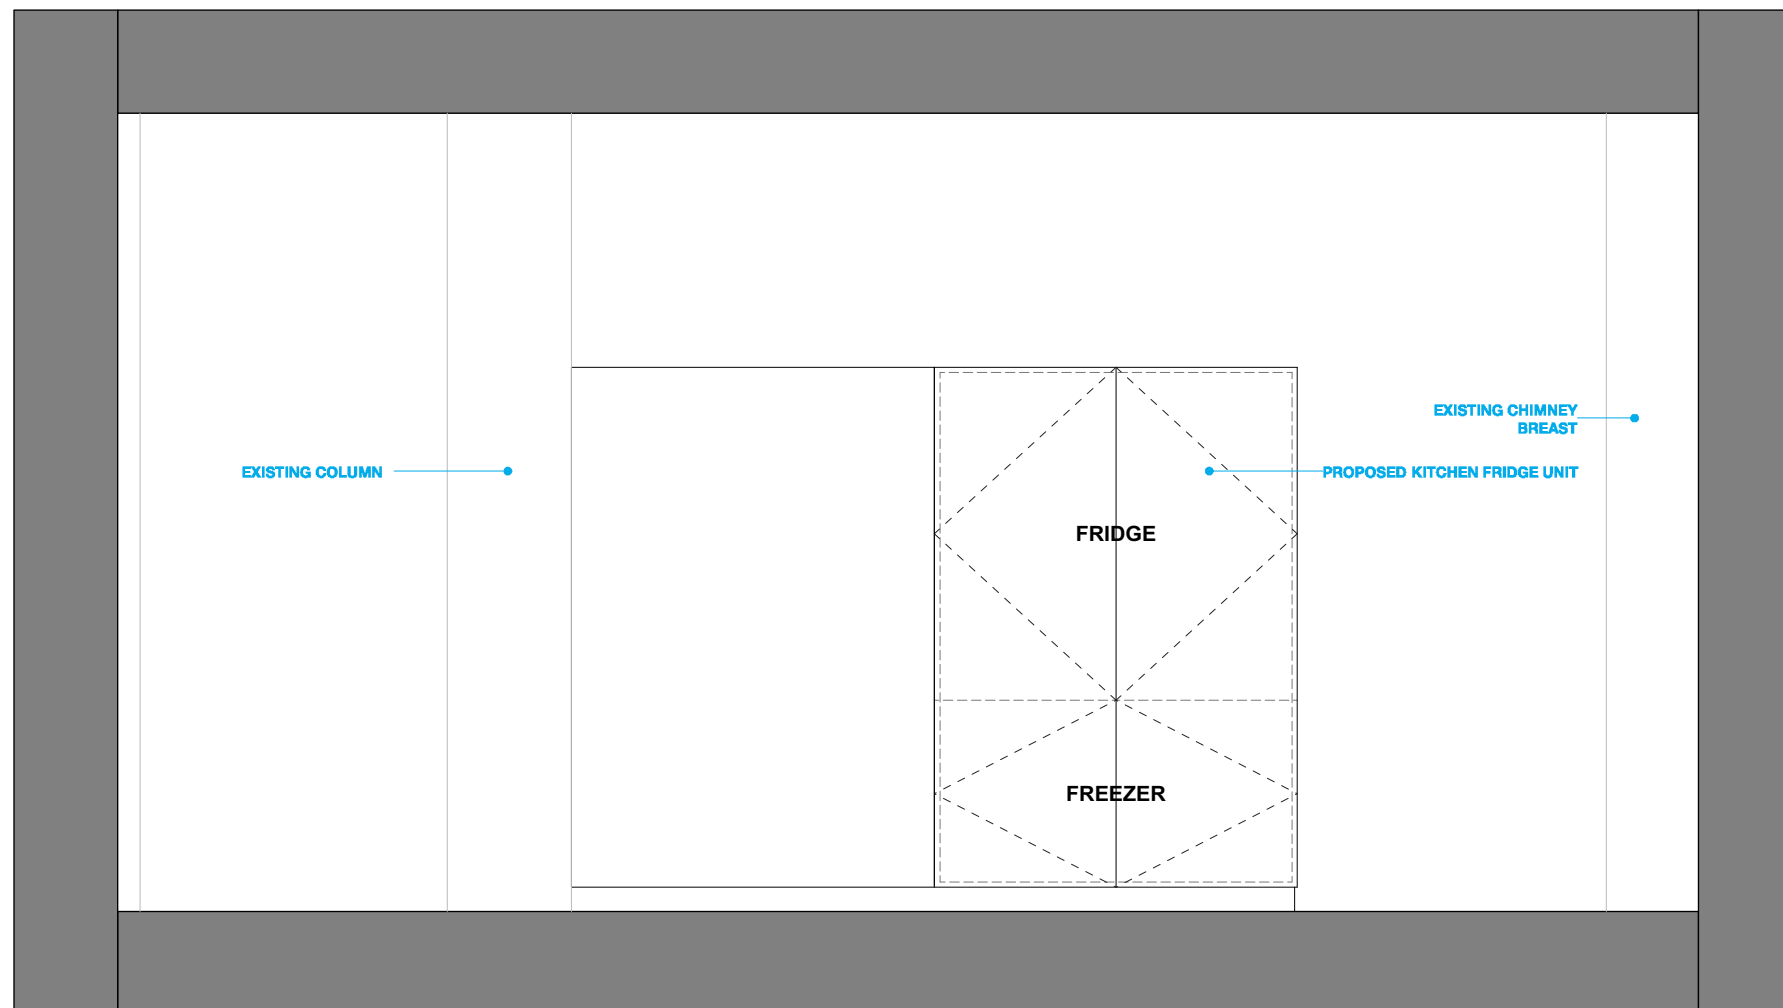 EXISTING CHIMNEY
BREAST
EXISTING COLUMN
PROPOSED KITCHEN FRIDGE UNIT
FRIDGE
FREEZER